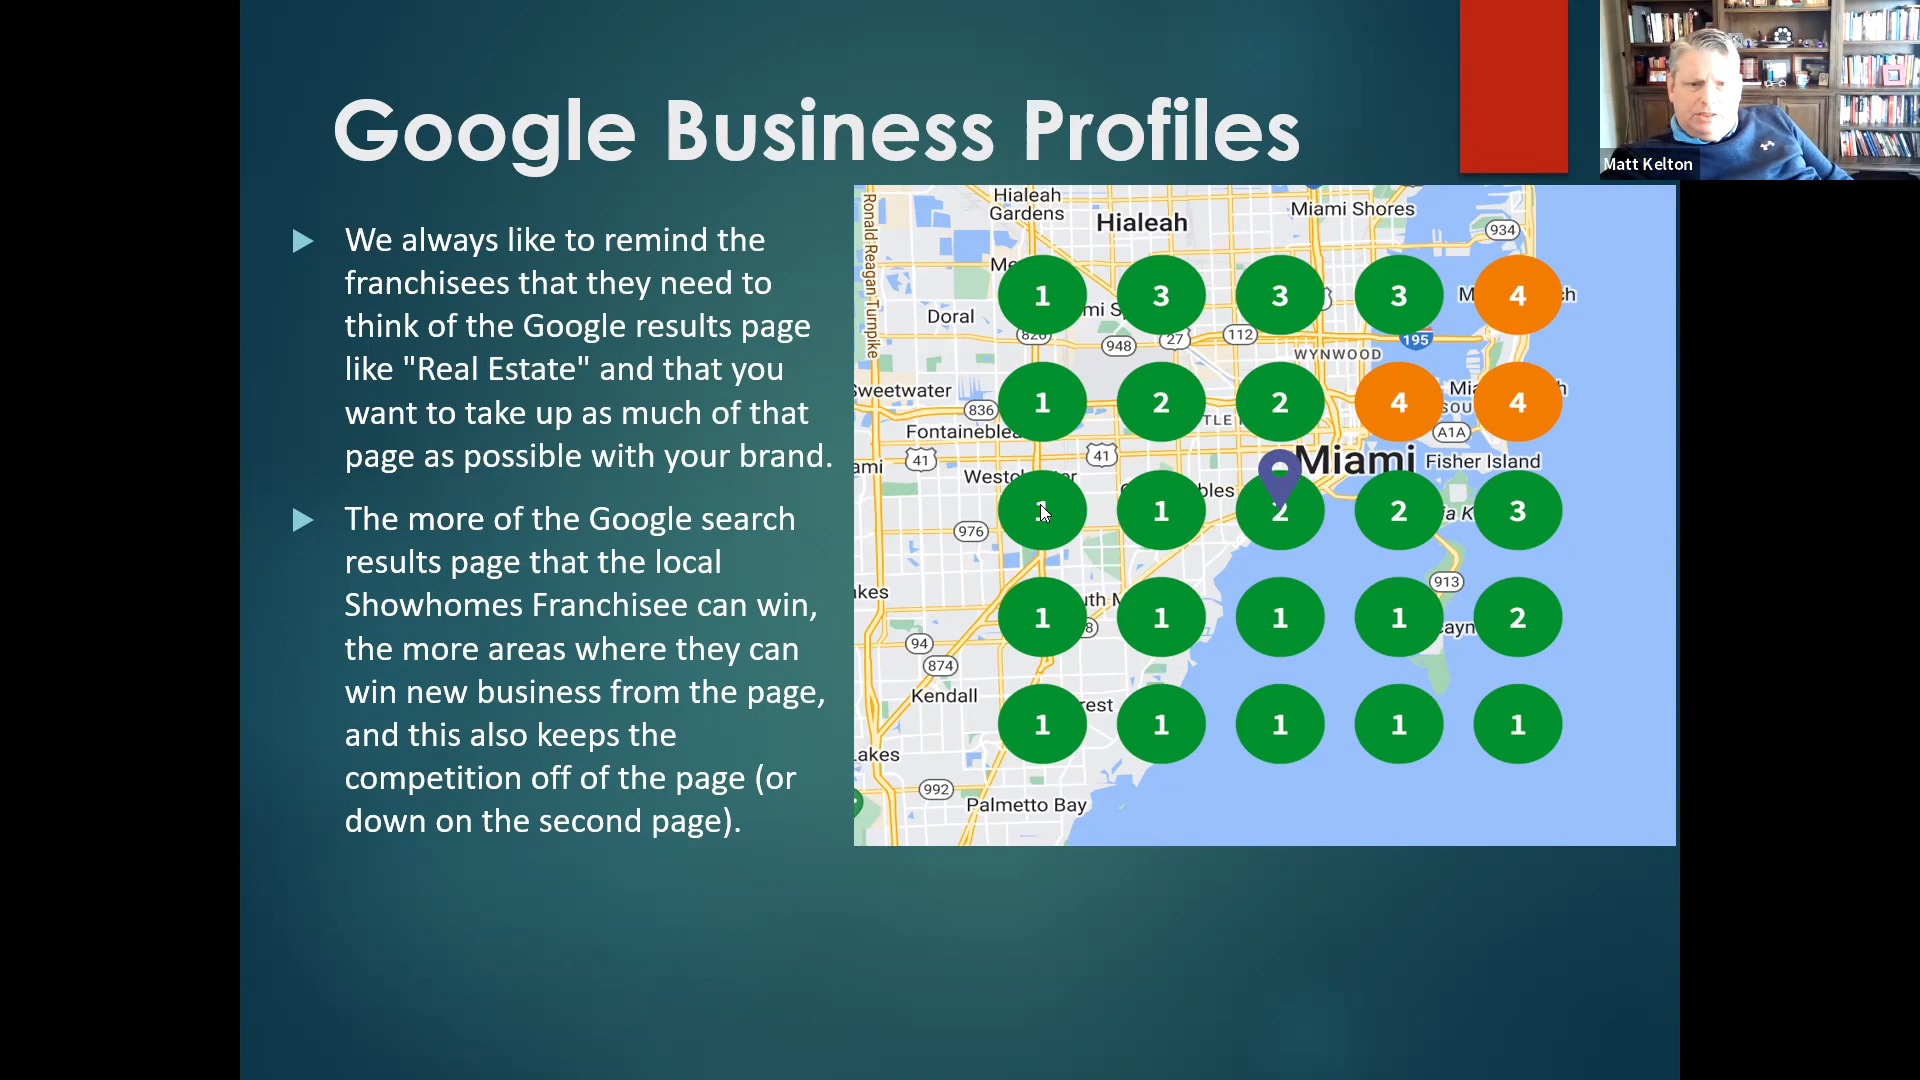 Google Business Profiles
Matt Kelton
We always like to remind the
franchisees that they need to
think of the Google results page
like "Real Estate" and that you
want to take up as much of that
page as possible with your brand.
The more of the Google search
results page that the local
Showhomes Franchisee can win,
the more areas where they can
win new business from the page,
and this also keeps the
competition off of the page (or
down on the second page).
Ronald Reagan Turnpike
Hialeah
Gardens
Hialeah
Miami Shores
934
1 3 3 3 4
Doral
826
948
27
112
195
WYNWOOD
Sweetwater
836
1 2 2 4 4
Fontaineblea
A1A
41
41
Miami
Fisher Island
1 1 2 2 3
976
913
1 1 1 1 2
94
874
Kendall
1 1 1 1 1
992
Palmetto Bay